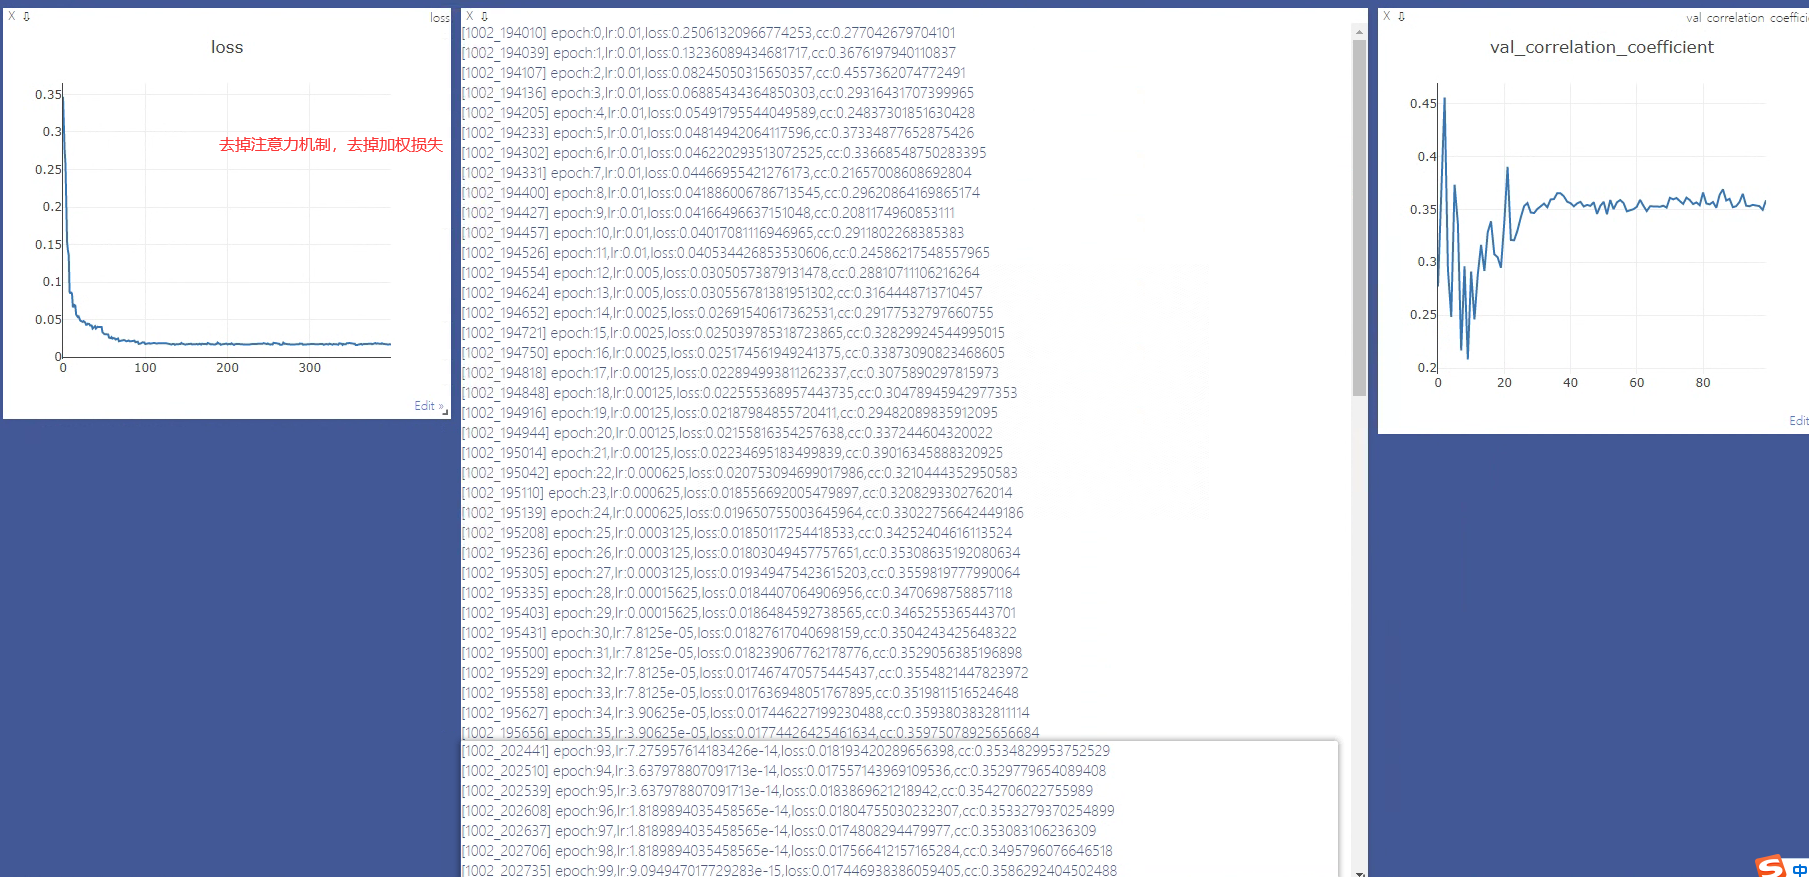 X ⇩ loss
loss
0.35
0.3
去掉注意力机制，去掉加权损失
0.25
0.2
0.15
0.1
0.05
0
0 100 200 300
Edit »
X ⇩
[1002_194010] epoch:0,lr:0.01,loss:0.25061320966774253,cc:0.277042679704101
[1002_194039] epoch:1,lr:0.01,loss:0.13236089434681717,cc:0.3676197940110837
[1002_194107] epoch:2,lr:0.01,loss:0.08245050315650357,cc:0.4557362074772491
[1002_194136] epoch:3,lr:0.01,loss:0.06885434364850303,cc:0.29316431707399965
[1002_194205] epoch:4,lr:0.01,loss:0.05491795544049589,cc:0.24837301851630428
[1002_194233] epoch:5,lr:0.01,loss:0.04814942064117596,cc:0.37334877652875426
[1002_194302] epoch:6,lr:0.01,loss:0.046220293513072525,cc:0.33668548750283395
[1002_194331] epoch:7,lr:0.01,loss:0.04466955421276173,cc:0.21657008608692804
[1002_194400] epoch:8,lr:0.01,loss:0.041886006786713545,cc:0.29620864169865174
[1002_194427] epoch:9,lr:0.01,loss:0.04166496637151048,cc:0.2081174960853111
[1002_194457] epoch:10,lr:0.01,loss:0.04017081116946965,cc:0.2911802268385383
[1002_194526] epoch:11,lr:0.01,loss:0.040534426853530606,cc:0.24586217548557965
[1002_194554] epoch:12,lr:0.005,loss:0.03050573879131478,cc:0.28810711106216264
[1002_194624] epoch:13,lr:0.005,loss:0.030556781381951302,cc:0.3164448713710457
[1002_194652] epoch:14,lr:0.0025,loss:0.02691540617362531,cc:0.29177532797660755
[1002_194721] epoch:15,lr:0.0025,loss:0.025039785318723865,cc:0.32829924544995015
[1002_194750] epoch:16,lr:0.0025,loss:0.025174561949241375,cc:0.33873090823468605
[1002_194818] epoch:17,lr:0.00125,loss:0.022894993811262337,cc:0.3075890297815973
[1002_194848] epoch:18,lr:0.00125,loss:0.022555368957443735,cc:0.30478945942977353
[1002_194916] epoch:19,lr:0.00125,loss:0.02187984855720411,cc:0.29482089835912095
[1002_194944] epoch:20,lr:0.00125,loss:0.02155816354257638,cc:0.337244604320022
[1002_195014] epoch:21,lr:0.00125,loss:0.02234695183499839,cc:0.39016345888320925
[1002_195042] epoch:22,lr:0.000625,loss:0.020753094699017986,cc:0.3210444352950583
[1002_195110] epoch:23,lr:0.000625,loss:0.018556692005479897,cc:0.3208293302762014
[1002_195139] epoch:24,lr:0.000625,loss:0.019650755003645964,cc:0.33022756642449186
[1002_195208] epoch:25,lr:0.0003125,loss:0.01850117254418533,cc:0.34252404616113524
[1002_195236] epoch:26,lr:0.0003125,loss:0.01803049457757651,cc:0.35308635192080634
[1002_195305] epoch:27,lr:0.0003125,loss:0.019349475423615203,cc:0.3559819777990064
[1002_195335] epoch:28,lr:0.00015625,loss:0.0184407064906956,cc:0.3470698758857118
[1002_195403] epoch:29,lr:0.00015625,loss:0.0186484592738565,cc:0.3465255365443701
[1002_195431] epoch:30,lr:7.8125e-05,loss:0.01827617040698159,cc:0.3504243425648322
[1002_195500] epoch:31,lr:7.8125e-05,loss:0.018239067762178776,cc:0.3529056385196898
[1002_195529] epoch:32,lr:7.8125e-05,loss:0.017467470575445437,cc:0.3554821447823972
[1002_195558] epoch:33,lr:7.8125e-05,loss:0.017636948051767895,cc:0.3519811516524648
[1002_195627] epoch:34,lr:3.90625e-05,loss:0.017446227199230488,cc:0.3593803832811114
[1002_195656] epoch:35,lr:3.90625e-05,loss:0.01774426425461634,cc:0.35975078925656684
[1002_202441] epoch:93,lr:7.275957614183426e-14,loss:0.018193420289656398,cc:0.3534829953752529
[1002_202510] epoch:94,lr:3.637978807091713e-14,loss:0.017557143969109536,cc:0.3529779654089408
[1002_202539] epoch:95,lr:3.637978807091713e-14,loss:0.0183869621218942,cc:0.3542706022755989
[1002_202608] epoch:96,lr:1.8189894035458565e-14,loss:0.01804755030232307,cc:0.3533279370254899
[1002_202637] epoch:97,lr:1.8189894035458565e-14,loss:0.0174808294479977,cc:0.353083106236309
[1002_202706] epoch:98,lr:1.8189894035458565e-14,loss:0.017566412157165284,cc:0.3495796076646518
[1002_202735] epoch:99,lr:9.094947017729283e-15,loss:0.017446938386059405,cc:0.3586292404502488
X ⇩ val correlation coeffici
val_correlation_coefficient
0.45
0.4
0.35
0.3
0.25
0.2
0 20 40 60 80
Edit
S 中